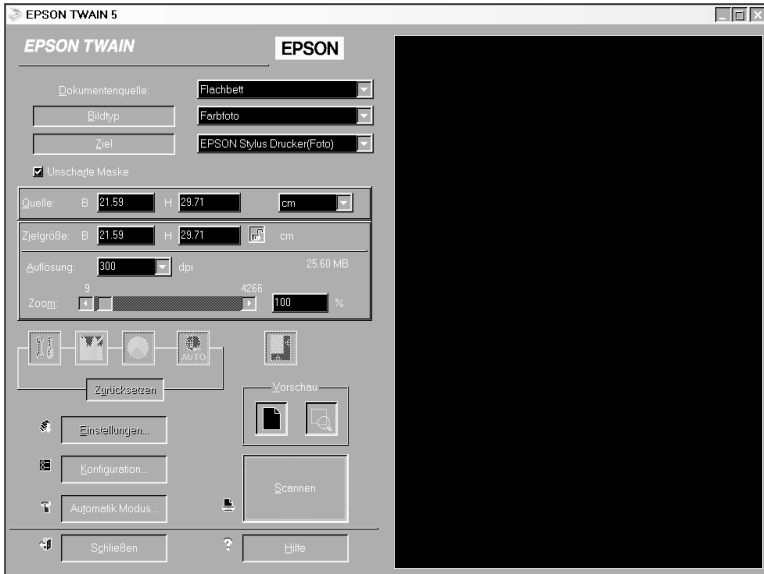 EPSON TWAIN 5
EPSON TWAIN
EPSON
Dokumentenquelle: Flachbett
Bildtyp Farbfoto
Ziel EPSON Stylus Drucker(Foto)
Unscharfe Maske
Quelle: B 21.59 H 29.71 cm
Zielgröße: B 21.59 H 29.71 cm
Auflösung: 300 dpi 25.60 MB
9 4266
Zoom: 100 %
AUTO
Zurücksetzen
Vorschau
Einstellungen...
Konfiguration...
Scannen
Automatik Modus...
Schließen
? Hilfe